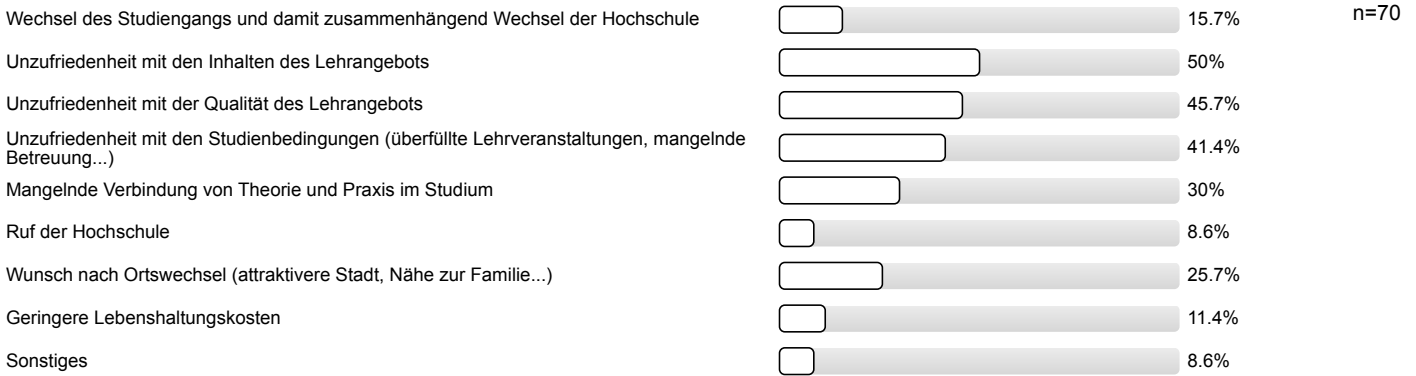 Wechsel des Studiengangs und damit zusammenhängend Wechsel der Hochschule 15.7% n=70
Unzufriedenheit mit den Inhalten des Lehrangebots 50%
Unzufriedenheit mit der Qualität des Lehrangebots 45.7%
Unzufriedenheit mit den Studienbedingungen (überfüllte Lehrveranstaltungen, mangelnde
Betreuung...) 41.4%
Mangelnde Verbindung von Theorie und Praxis im Studium 30%
Ruf der Hochschule 8.6%
Wunsch nach Ortswechsel (attraktivere Stadt, Nähe zur Familie...) 25.7%
Geringere Lebenshaltungskosten 11.4%
Sonstiges 8.6%